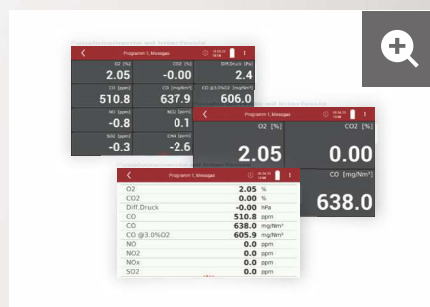 Programm 1, Messgas
O2 [%] CO2 [%] Diff.Druck [Pa]
2.05 -0.00 2.4
CO [ppm] CO [mg/Nm³] CO [mg/Nm³]
510.8 637.9 606.0
NO [ppm] NO2 [ppm]
-0.8 0.1
SO2 [ppm] CH4 [ppm]
-0.3 -2.6
Programm 1, Messgas
O2 [%] CO2 [%]
2.05 0.00
CO [mg/Nm³]
638.0
Programm 1, Messgas
O2 2.05 %
CO2 0.00 %
Diff.Druck -0.00 hPa
CO 510.8 ppm
CO 638.0 mg/Nm³
CO @3.0%O2 605.9 mg/Nm³
NO 0.0 ppm
NO2 0.0 ppm
NOx 0.0 ppm
SO2 0.0 ppm